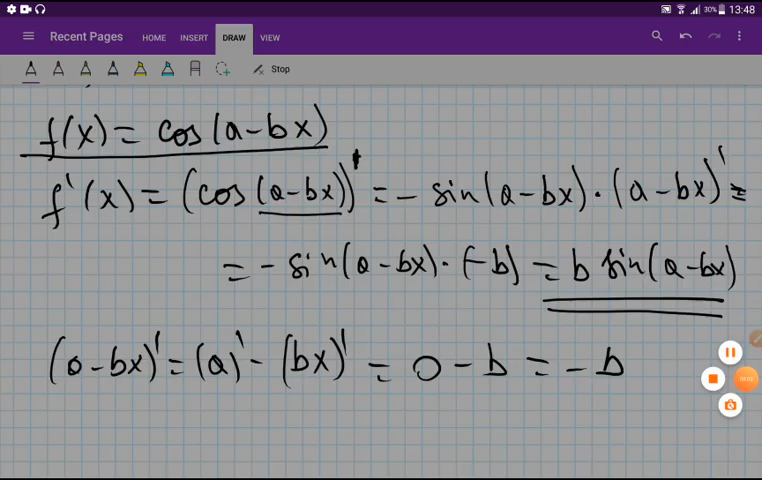 30% 13:48
Recent Pages HOME INSERT DRAW VIEW
Stop
f(x) = cos(a-bx)
f'(x) = (cos(a-bx))' = - sin(a-bx)·(a-bx)' =
= - sin(a-bx)·(-b) = b sin(a-bx)
(a-bx)' = (a)' - (bx)' = 0 - b = - b